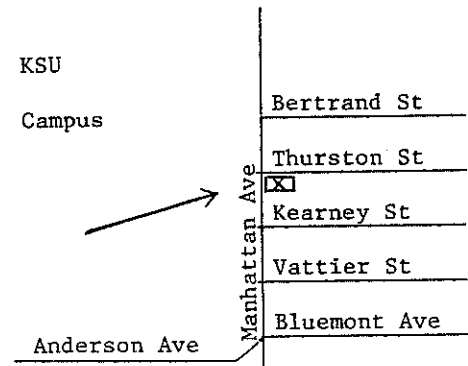 KSU
Campus
Bertrand St
Thurston St
X
Kearney St
Vattier St
Bluemont Ave
Manhattan Ave
Anderson Ave